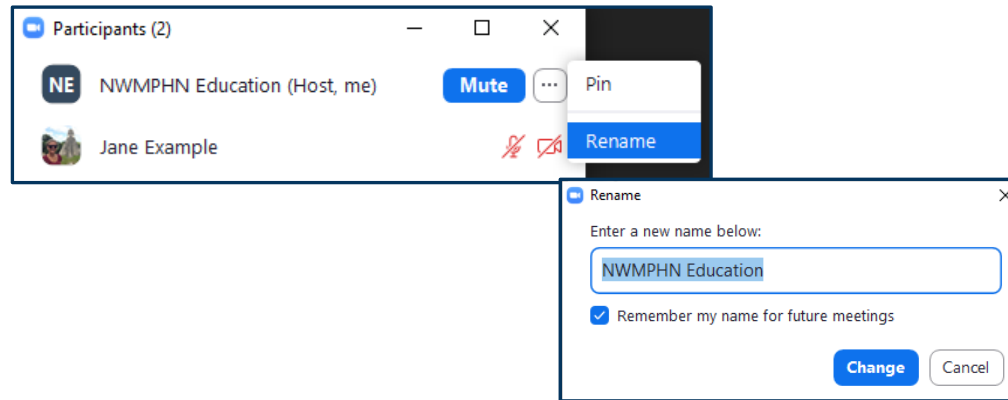 Participants (2)
NE NWMPHN Education (Host, me) Mute ... Pin
Jane Example Rename
Rename
Enter a new name below:
NWMPHN Education
Remember my name for future meetings
Change Cancel